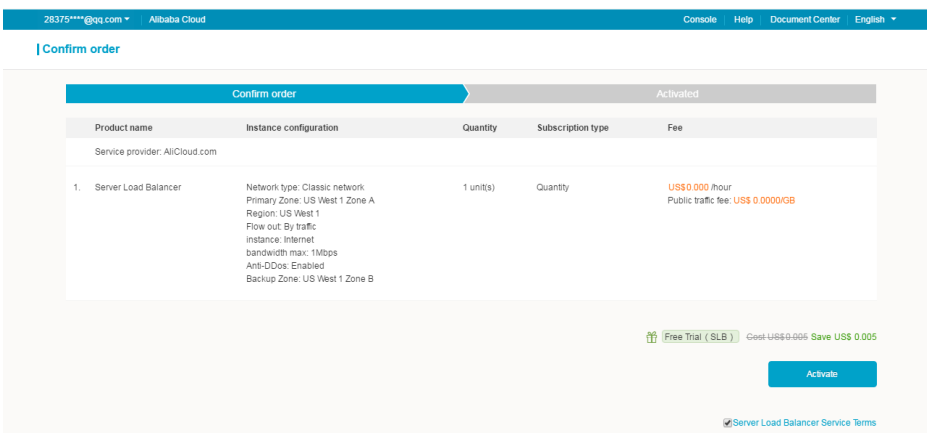 28375****@qq.com Alibaba Cloud Console Help Document Center English
Confirm order
Confirm order Activated
Product name Instance configuration Quantity Subscription type Fee
Service provider: AliCloud.com
1. Server Load Balancer Network type: Classic network 1 unit(s) Quantity US$0.000 /hour
Primary Zone: US West 1 Zone A Public traffic fee: US$ 0.0000/GB
Region: US West 1
Flow out: By traffic
instance: Internet
bandwidth max: 1Mbps
Anti-DDos: Enabled
Backup Zone: US West 1 Zone B
Free Trial ( SLB ) Cost US$0.005 Save US$ 0.005
Activate
Server Load Balancer Service Terms